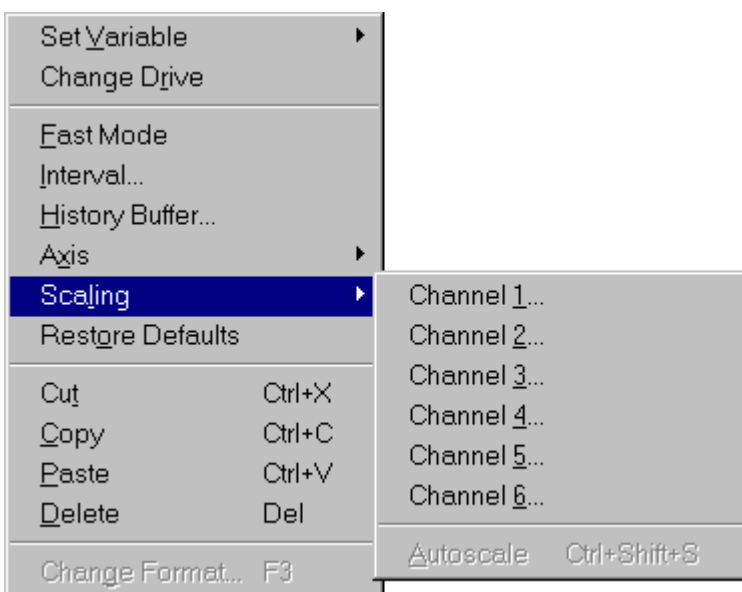 Set Variable
Change Drive
Fast Mode
Interval...
History Buffer...
Axis
Scaling
Restore Defaults
Cut Ctrl+X
Copy Ctrl+C
Paste Ctrl+V
Delete Del
Change Format... F3
Channel 1...
Channel 2...
Channel 3...
Channel 4...
Channel 5...
Channel 6...
Autoscale Ctrl+Shift+S